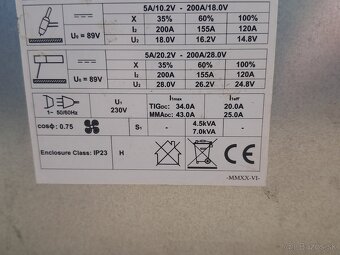 5A/10.2V - 200A/18.0V
X 35% 60% 100%
I₂ 200A 155A 120A
U₀ = 89V U₂ 18.0V 16.2V 14.8V
5A/20.2V - 200A/28.0V
X 35% 60% 100%
I₂ 200A 155A 120A
U₀ = 89V U₂ 28.0V 26.2V 24.8V
1~ 50/60Hz U₁ 230V I₁max I₁eff
TIGDC: 34.0A 20.0A
MMADC: 43.0A 25.0A
cosϕ: 0.75 S₁ 4.5kVA
7.0kVA
Enclosure Class: IP23 H CE
-MMXX-VI-